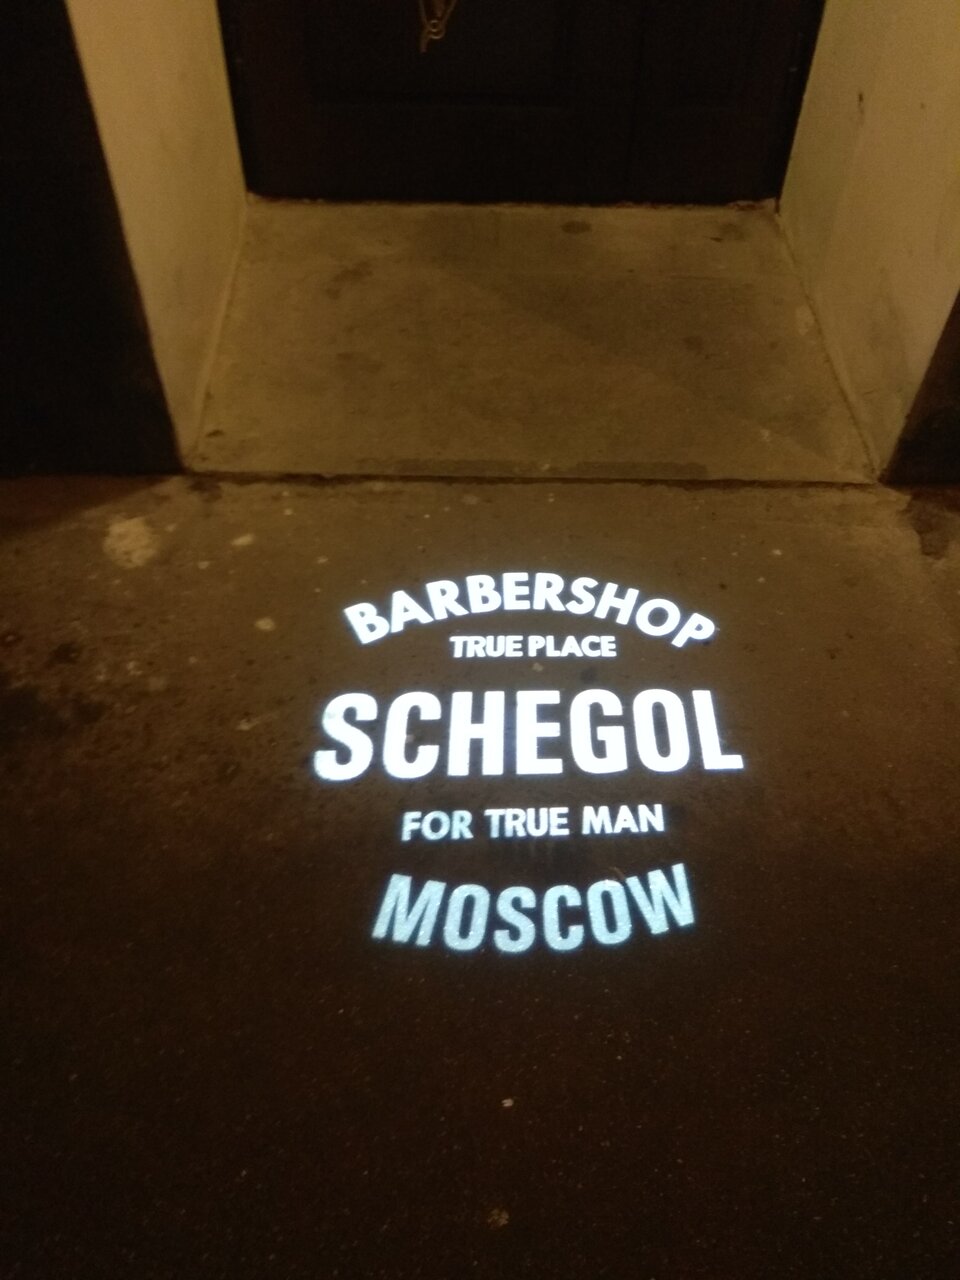 BARBERSHOP
TRUE PLACE
SCHEGOL
FOR TRUE MAN
MOSCOW